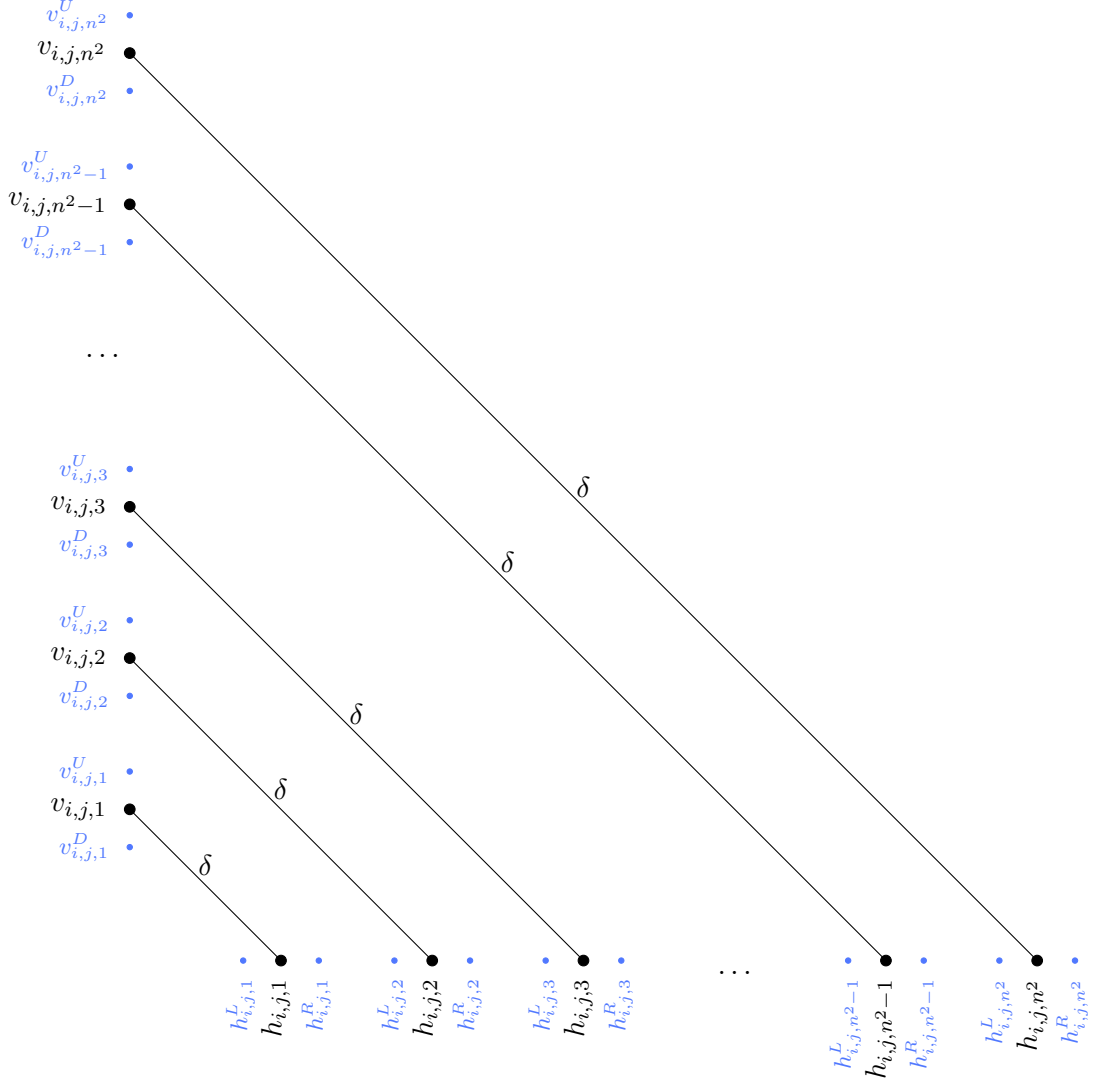 v^U_{i,j,n^2}
v_{i,j,n^2}
v^D_{i,j,n^2}
v^U_{i,j,n^2-1}
v_{i,j,n^2-1}
v^D_{i,j,n^2-1}
...
v^U_{i,j,3}
δ
v_{i,j,3}
v^D_{i,j,3}
δ
v^U_{i,j,2}
v_{i,j,2}
v^D_{i,j,2}
δ
v^U_{i,j,1}
δ
v_{i,j,1}
v^D_{i,j,1}
δ
...
h^L_{i,j,1}
h_{i,j,1}
h^R_{i,j,1}
h^L_{i,j,2}
h_{i,j,2}
h^R_{i,j,2}
h^L_{i,j,3}
h_{i,j,3}
h^R_{i,j,3}
h^L_{i,j,n^2-1}
h_{i,j,n^2-1}
h^R_{i,j,n^2-1}
h^L_{i,j,n^2}
h_{i,j,n^2}
h^R_{i,j,n^2}